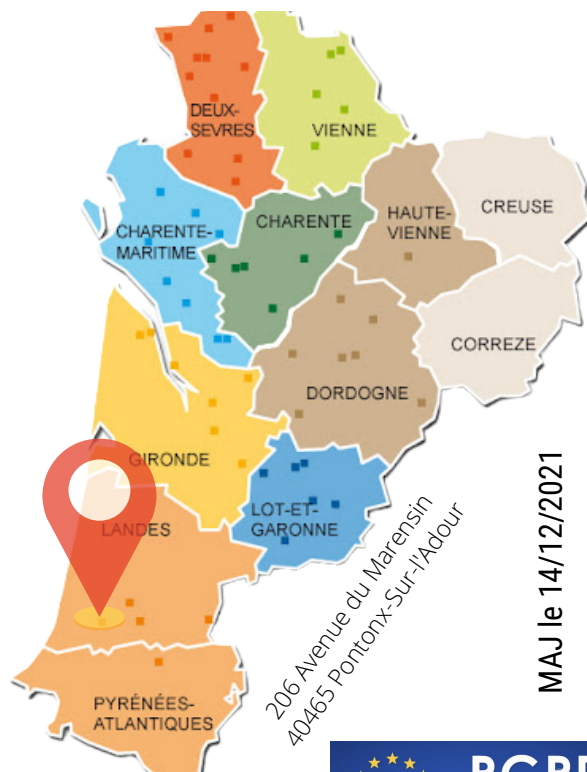 DEUX-
SEVRES
VIENNE
CHARENTE-
MARITIME
CHARENTE
HAUTE-
VIENNE
CREUSE
CORREZE
DORDOGNE
GIRONDE
LOT-ET-
GARONNE
LANDES
PYRÉNÉES-
ATLANTIQUES
206 Avenue du Marensin
40465 Pontonx-Sur-l'Adour
MAJ le 14/12/2021